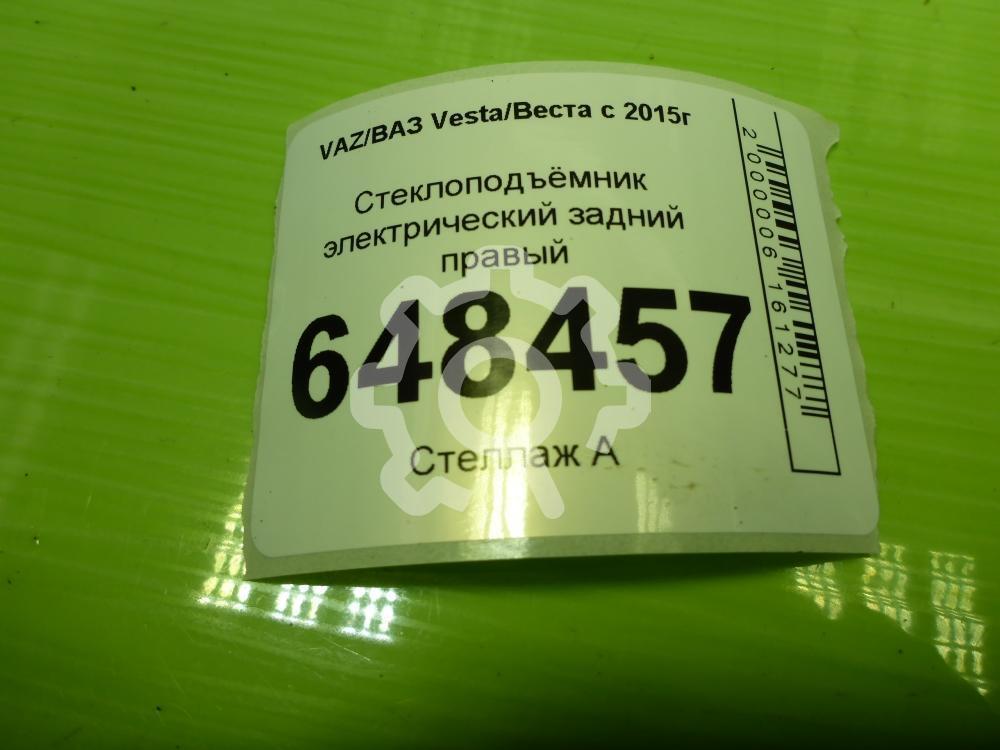 VAZ/ВАЗ Vesta/Веста с 2015г
Стеклоподъёмник
электрический задний
правый
648457
Стеллаж А
2000006161277